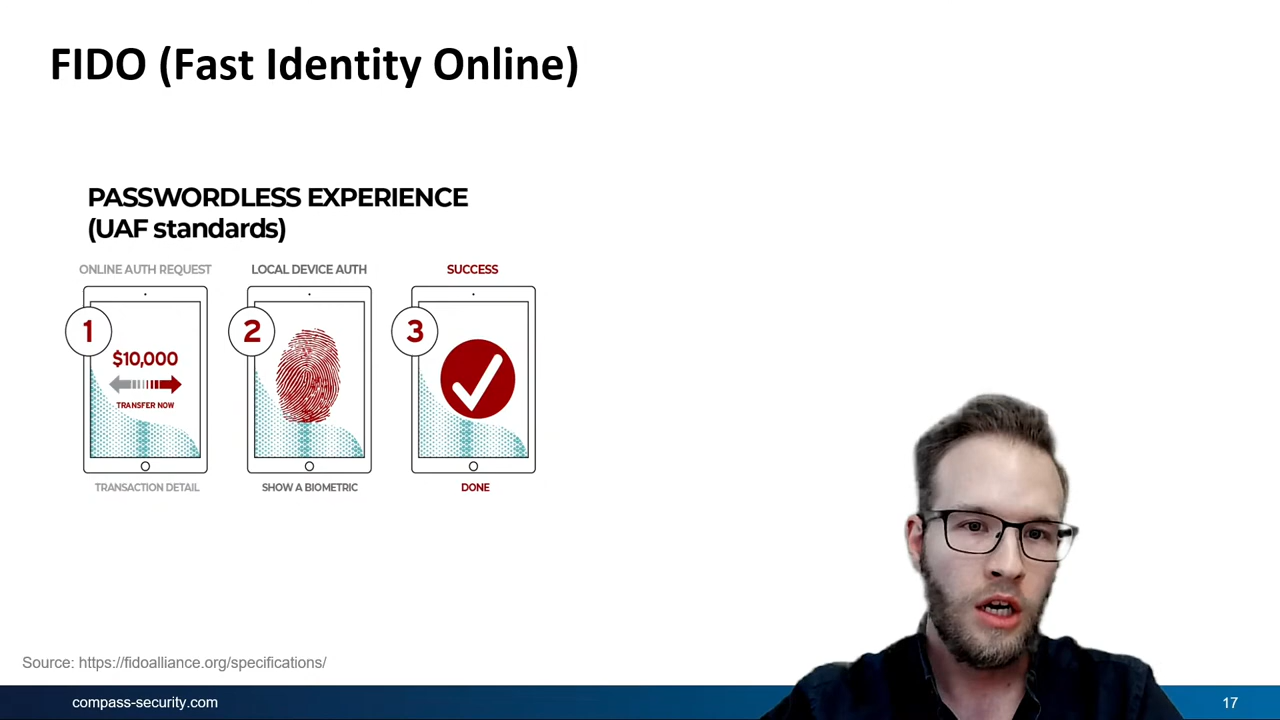 FIDO (Fast Identity Online)
PASSWORDLESS EXPERIENCE
(UAF standards)
ONLINE AUTH REQUEST
LOCAL DEVICE AUTH
SUCCESS
1
2
3
$10,000
TRANSFER NOW
TRANSACTION DETAIL
SHOW A BIOMETRIC
DONE
Source: https://fidoalliance.org/specifications/
compass-security.com
17